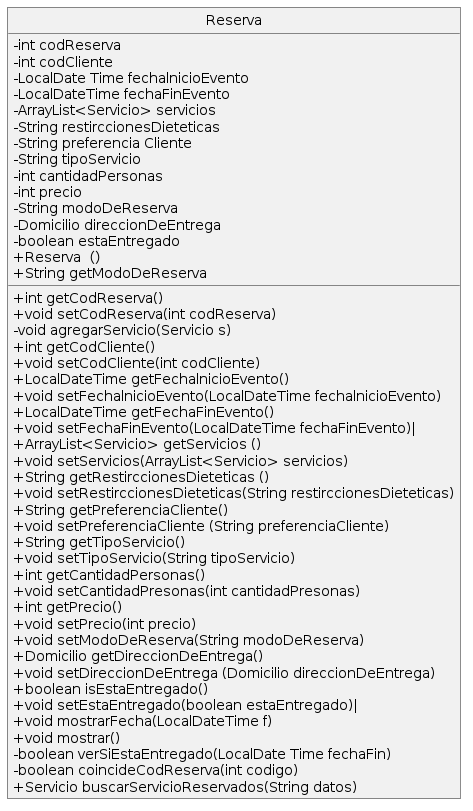 Reserva
-int codReserva
-int codCliente
-LocalDate Time fechaInicioEvento
-LocalDateTime fechaFinEvento
-ArrayList<Servicio> servicios
-String restirccionesDieteticas
-String preferencia Cliente
-String tipoServicio
-int cantidadPersonas
-int precio
-String modoDeReserva
-Domicilio direccionDeEntrega
-boolean estaEntregado
+Reserva ()
+String getModoDeReserva
+int getCodReserva()
+void setCodReserva(int codReserva)
-void agregarServicio(Servicio s)
+int getCodCliente()
+void setCodCliente(int codCliente)
+LocalDateTime getFechaInicioEvento()
+void setFechaInicioEvento(LocalDateTime fechaInicioEvento)
+LocalDateTime getFechaFinEvento()
+void setFechaFinEvento(LocalDateTime fechaFinEvento)|
+ArrayList<Servicio> getServicios ()
+void setServicios(ArrayList<Servicio> servicios)
+String getRestirccionesDieteticas ()
+void setRestirccionesDieteticas(String restirccionesDieteticas)
+String getPreferenciaCliente()
+void setPreferenciaCliente (String preferenciaCliente)
+String getTipoServicio()
+void setTipoServicio(String tipoServicio)
+int getCantidadPersonas()
+void setCantidadPresonas(int cantidadPresonas)
+int getPrecio()
+void setPrecio(int precio)
+void setModoDeReserva(String modoDeReserva)
+Domicilio getDireccionDeEntrega()
+void setDireccionDeEntrega (Domicilio direccionDeEntrega)
+boolean isEstaEntregado()
+void setEstaEntregado(boolean estaEntregado)|
+void mostrarFecha(LocalDateTime f)
+void mostrar()
-boolean verSiEstaEntregado(LocalDate Time fechaFin)
-boolean coincideCodReserva(int codigo)
+Servicio buscarServicioReservados(String datos)